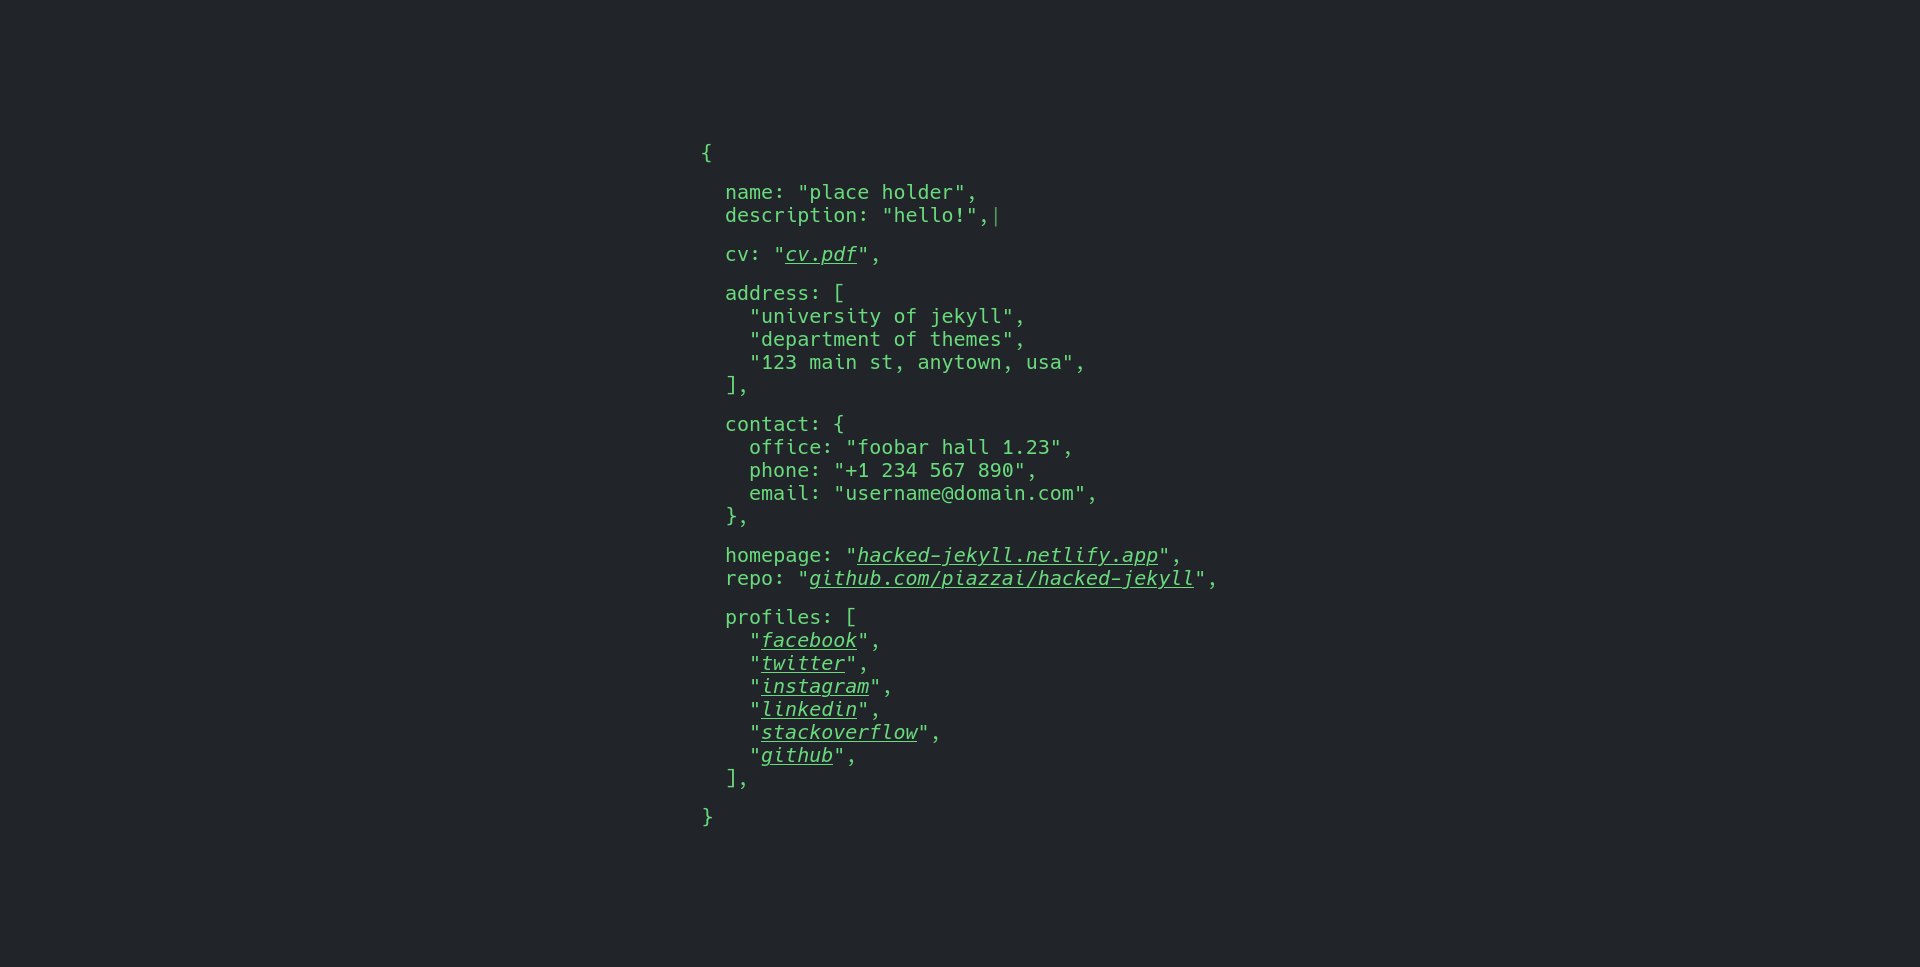 {
name: "place holder",
description: "hello!",|
cv: "cv.pdf",
address: [
"university of jekyll",
"department of themes",
"123 main st, anytown, usa",
],
contact: {
office: "foobar hall 1.23",
phone: "+1 234 567 890",
email: "username@domain.com",
},
homepage: "hacked-jekyll.netlify.app",
repo: "github.com/piazzai/hacked-jekyll",
profiles: [
"facebook",
"twitter",
"instagram",
"linkedin",
"stackoverflow",
"github",
],
}